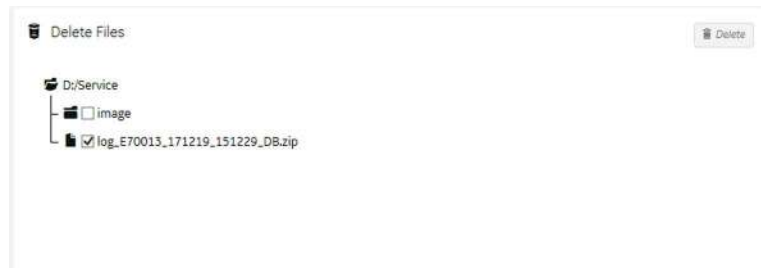 Delete Files
Delete
D:/Service
image
log_E70013_171219_151229_DB.zip